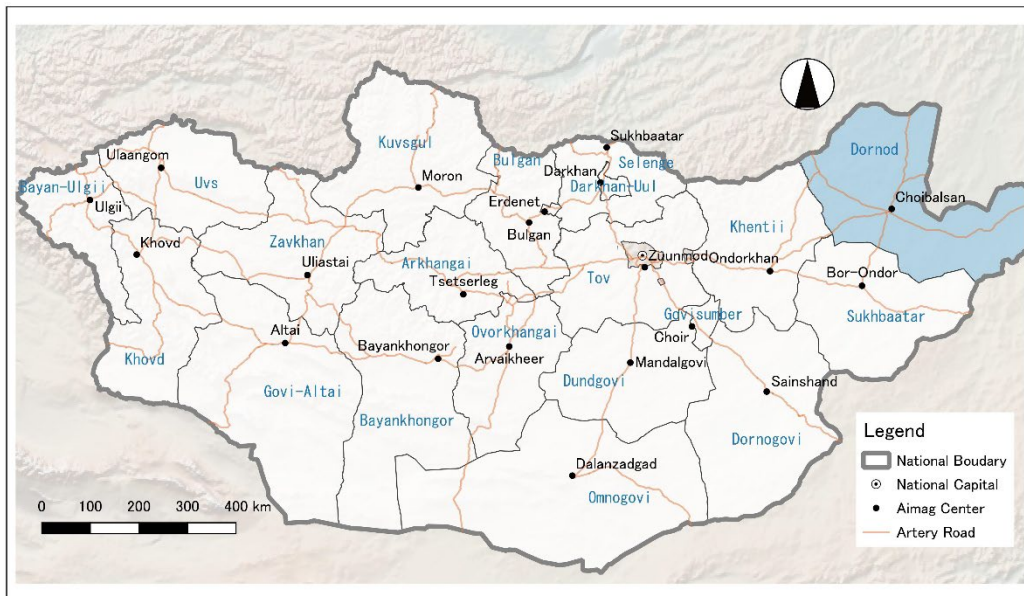 Sukhbaatar
Kuvsgul
Bulgan
Selenge
Dornod
Ulaangom
Darkhan
Bayan-Ulgii
Uvs
Moron
Darkhan-Uul
Ulgii
Erdenet
Choibalsan
Bulgan
Khentii
Khovd
Zavkhan
Uliastai
Arkhangai
Zuunmod
Ondorkhan
Tov
Bor-Ondor
Tsetserleg
Govisumber
Sukhbaatar
Altai
Ovorkhangai
Choir
Bayankhongor
Arvaikheer
Khovd
Mandalgovi
Govi-Altai
Dundgovi
Sainshand
Bayankhongor
Dornogovi
Legend
National Boudary
Dalanzadgad
National Capital
Omnogovi
Aimag Center
Artery Road
0 100 200 300 400 km